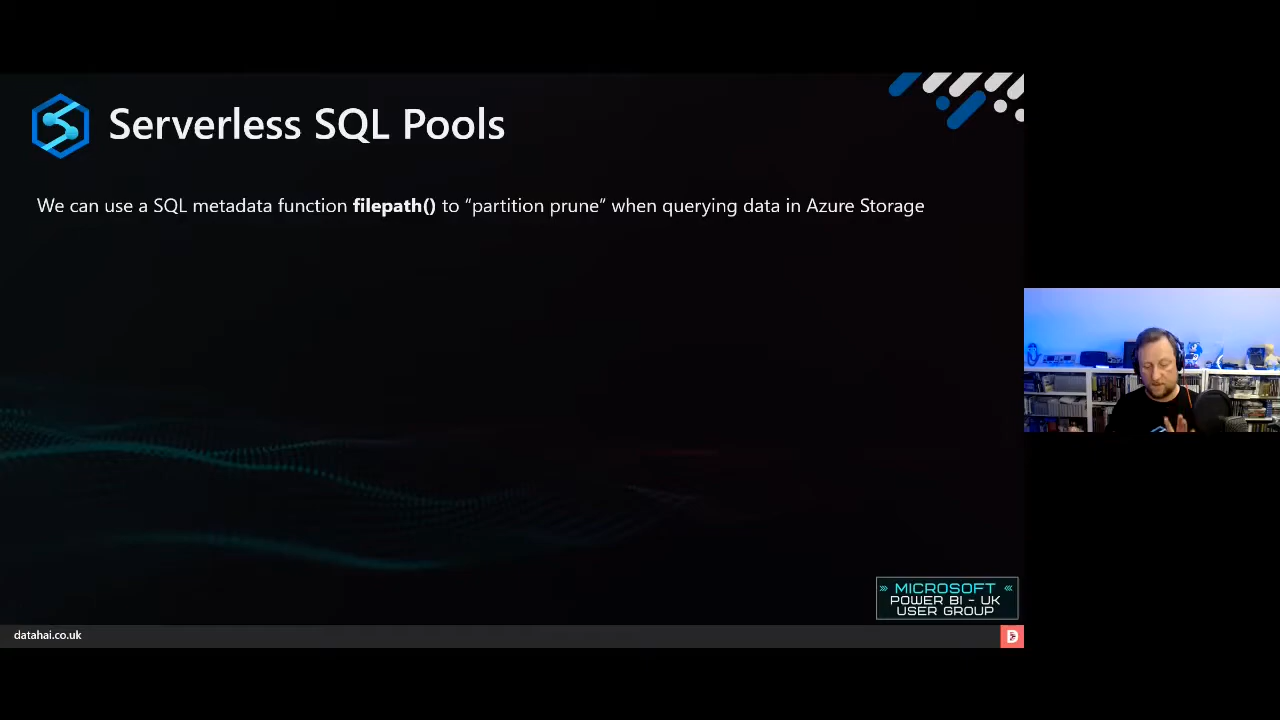 Serverless SQL Pools
We can use a SQL metadata function filepath() to “partition prune” when querying data in Azure Storage
MICROSOFT
POWER BI - UK
USER GROUP
datahai.co.uk
D